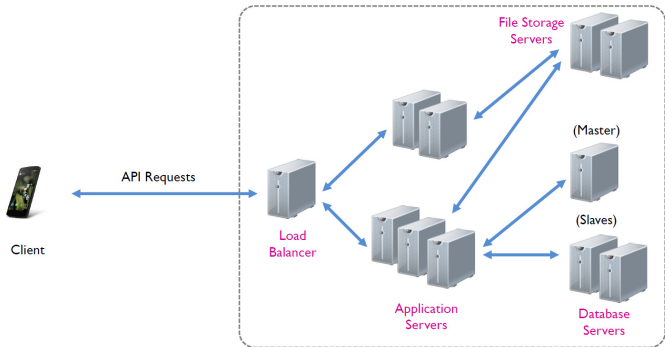 File Storage
Servers
(Master)
API Requests
(Slaves)
Load
Balancer
Client
Application
Servers
Database
Servers